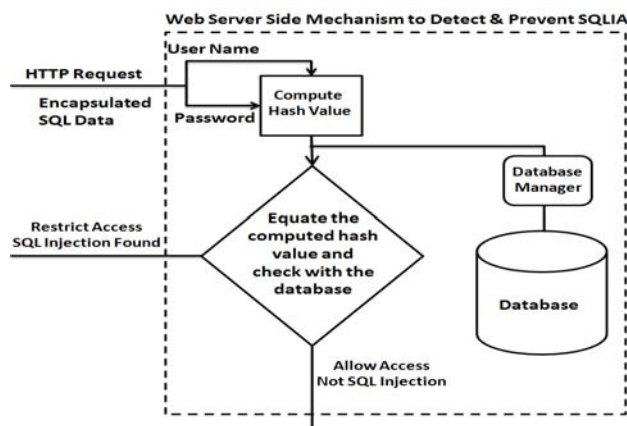 Web Server Side Mechanism to Detect & Prevent SQLIA
User Name
HTTP Request
Encapsulated
SQL Data
Password
Compute
Hash Value
Database
Manager
Equate the
computed hash
value and
check with the
database
Restrict Access
SQL Injection Found
Database
Allow Access
Not SQL Injection